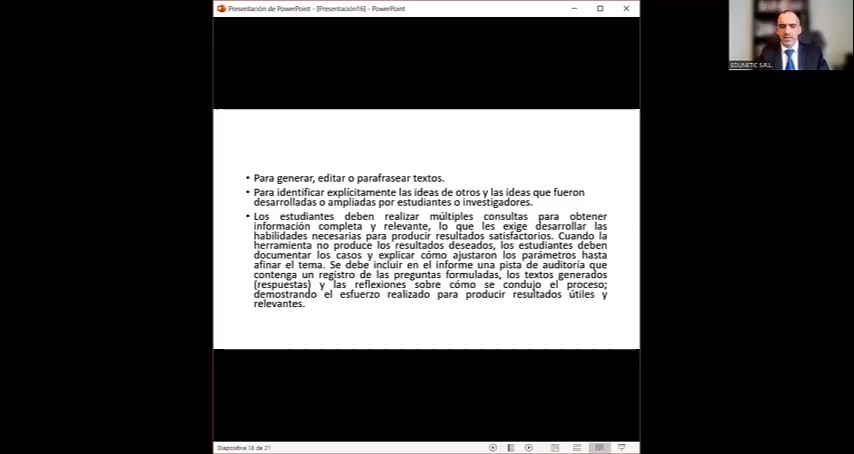 Presentación de PowerPoint - [Presentación16] - PowerPoint
EDUNETIC S.R.L.
• Para generar, editar o parafrasear textos.
• Para identificar explícitamente las ideas de otros y las ideas que fueron
desarrolladas o ampliadas por estudiantes o investigadores.
• Los estudiantes deben realizar múltiples consultas para obtener
información completa y relevante, lo que les exige desarrollar las
habilidades necesarias para producir resultados satisfactorios. Cuando la
herramienta no produce los resultados deseados, los estudiantes deben
documentar los casos y explicar cómo ajustaron los parámetros hasta
afinar el tema. Se debe incluir en el informe una pista de auditoría que
contenga un registro de las preguntas formuladas, los textos generados
(respuestas) y las reflexiones sobre cómo se condujo el proceso;
demostrando el esfuerzo realizado para producir resultados útiles y
relevantes.
Diapositiva 18 de 21